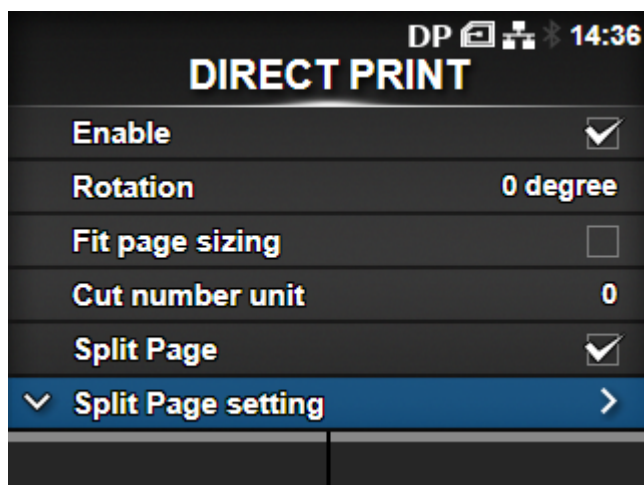 DP 14:36
DIRECT PRINT
Enable
Rotation 0 degree
Fit page sizing
Cut number unit 0
Split Page
Split Page setting